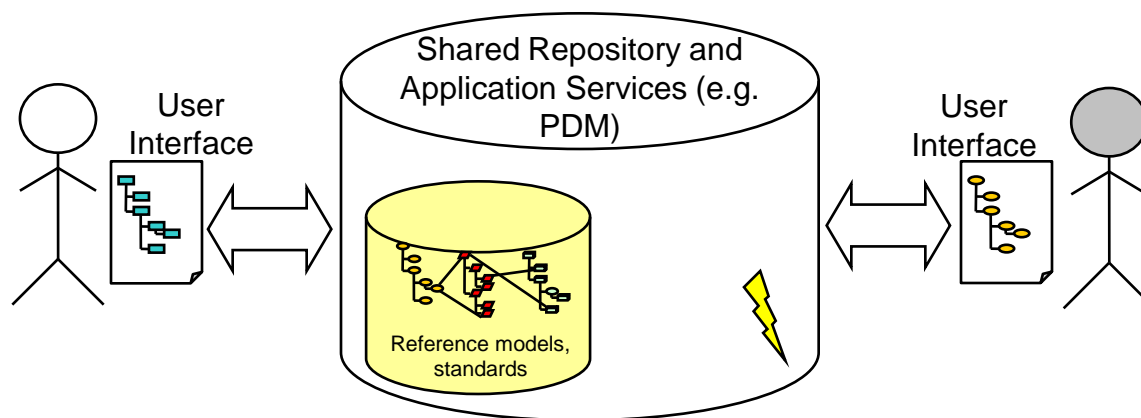 Shared Repository and
Application Services (e.g.
PDM)
User
Interface
User
Interface
Reference models,
standards